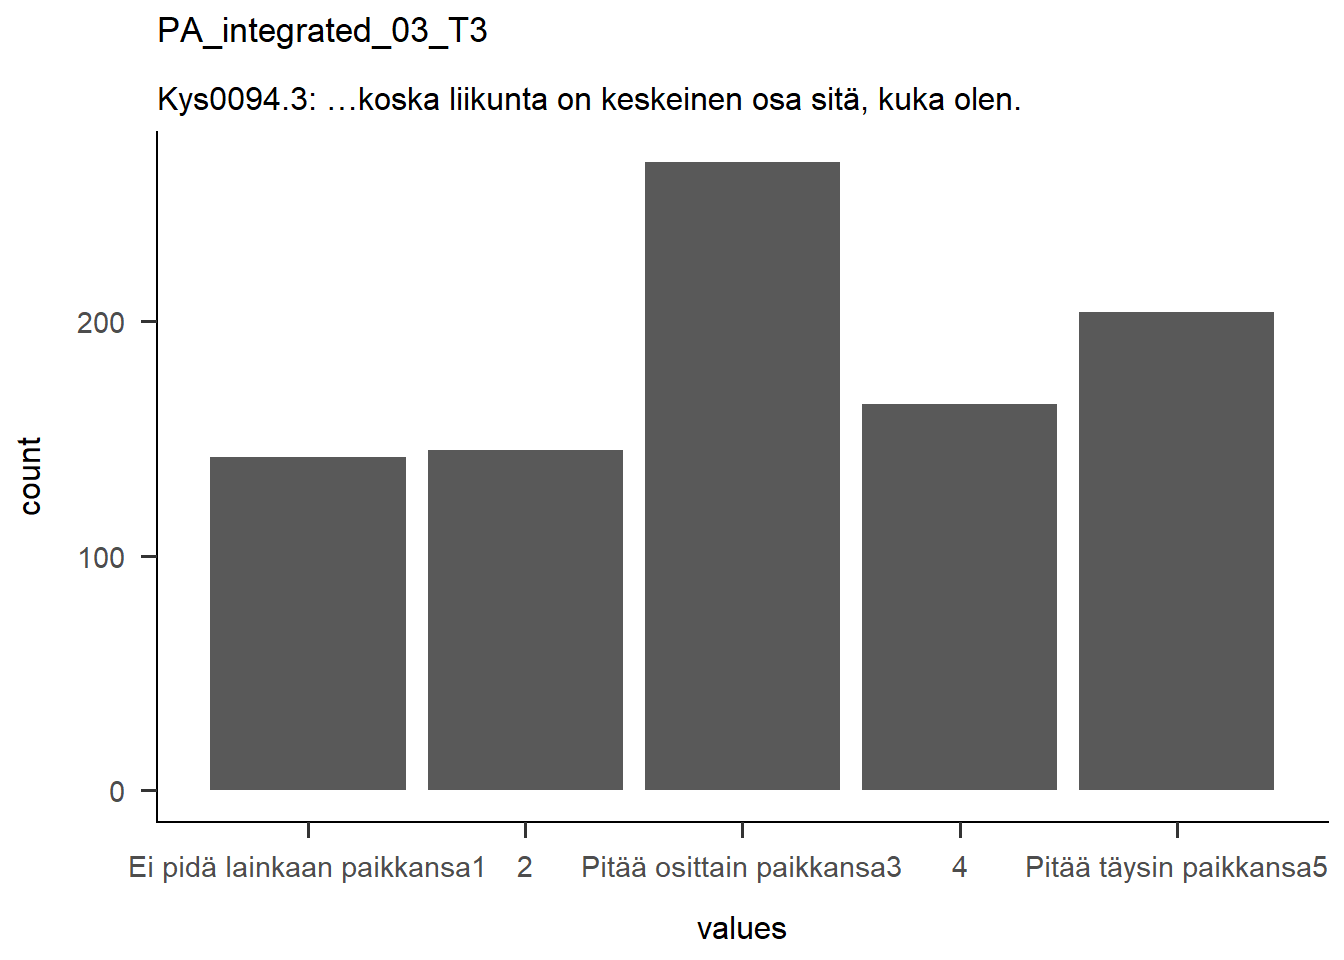 PA_integrated_03_T3
Kys0094.3: …koska liikunta on keskeinen osa sitä, kuka olen.
count
200
100
0
Ei pidä lainkaan paikkansa1 2 Pitää osittain paikkansa3 4 Pitää täysin paikkansa5
values